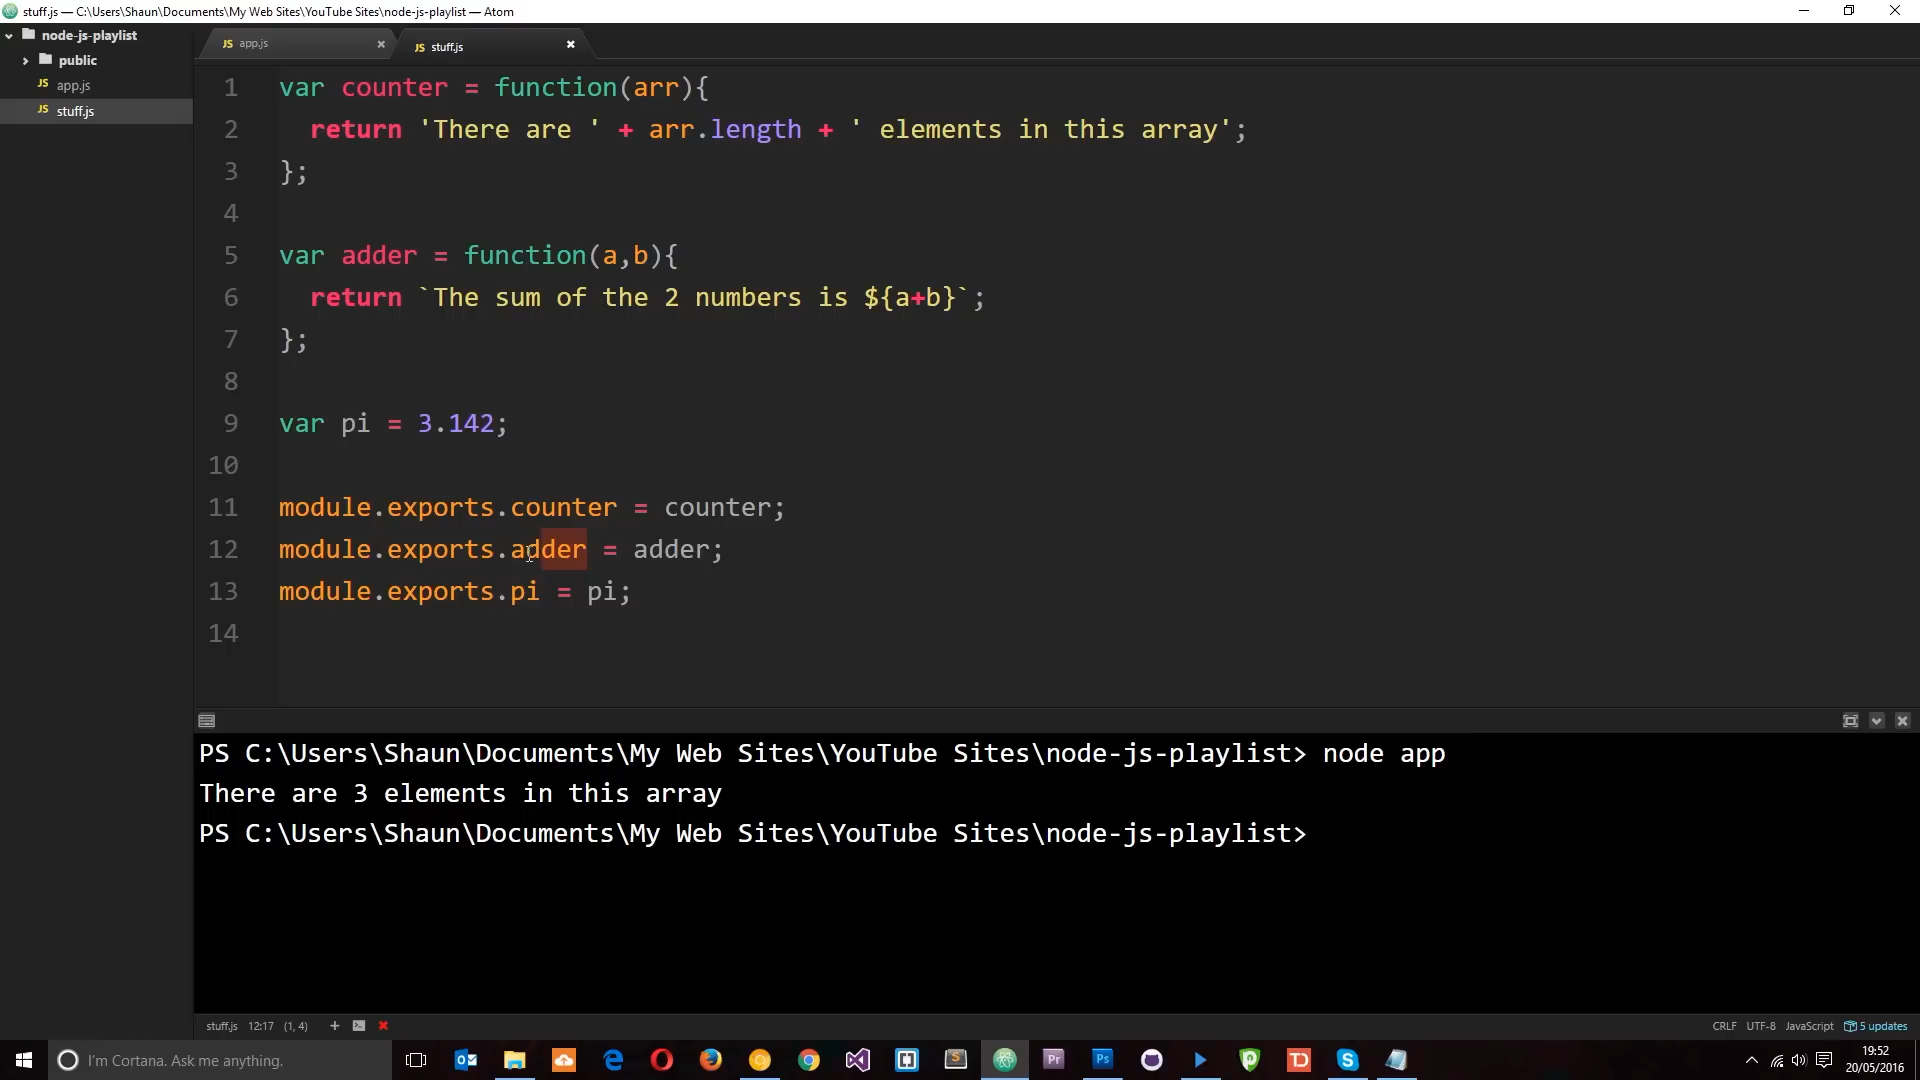 stuff.js — C:\Users\Shaun\Documents\My Web Sites\YouTube Sites\node-js-playlist — Atom
node-js-playlist
public
JS app.js
JS stuff.js
JS app.js
JS stuff.js
1 var counter = function(arr){
2 return 'There are ' + arr.length + ' elements in this array';
3 };
4
5 var adder = function(a,b){
6 return `The sum of the 2 numbers is ${a+b}`;
7 };
8
9 var pi = 3.142;
10
11 module.exports.counter = counter;
12 module.exports.adder = adder;
13 module.exports.pi = pi;
14
PS C:\Users\Shaun\Documents\My Web Sites\YouTube Sites\node-js-playlist> node app
There are 3 elements in this array
PS C:\Users\Shaun\Documents\My Web Sites\YouTube Sites\node-js-playlist>
stuff.js 12:17 (1, 4) CRLF UTF-8 JavaScript 5 updates
I'm Cortana. Ask me anything.
Pr
Ps
TD
19:52
20/05/2016